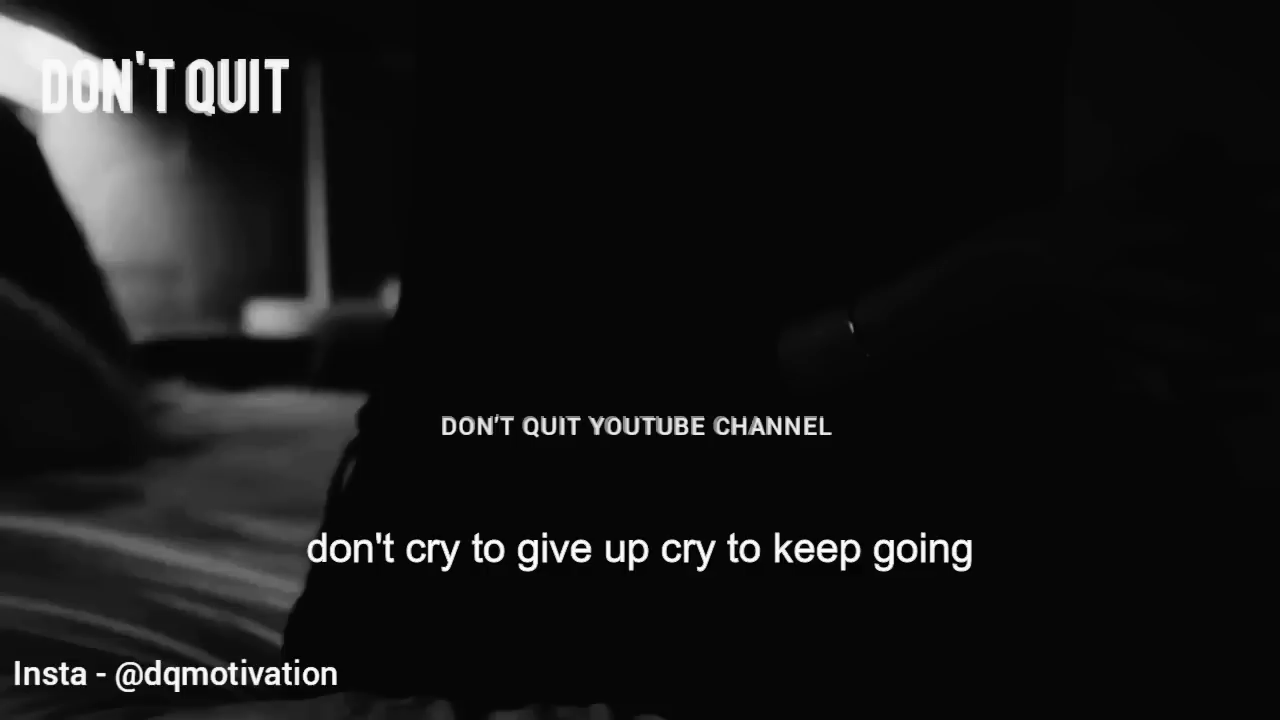 DON'T QUIT
DON'T QUIT YOUTUBE CHANNEL
don't cry to give up cry to keep going
Insta - @dqmotivation